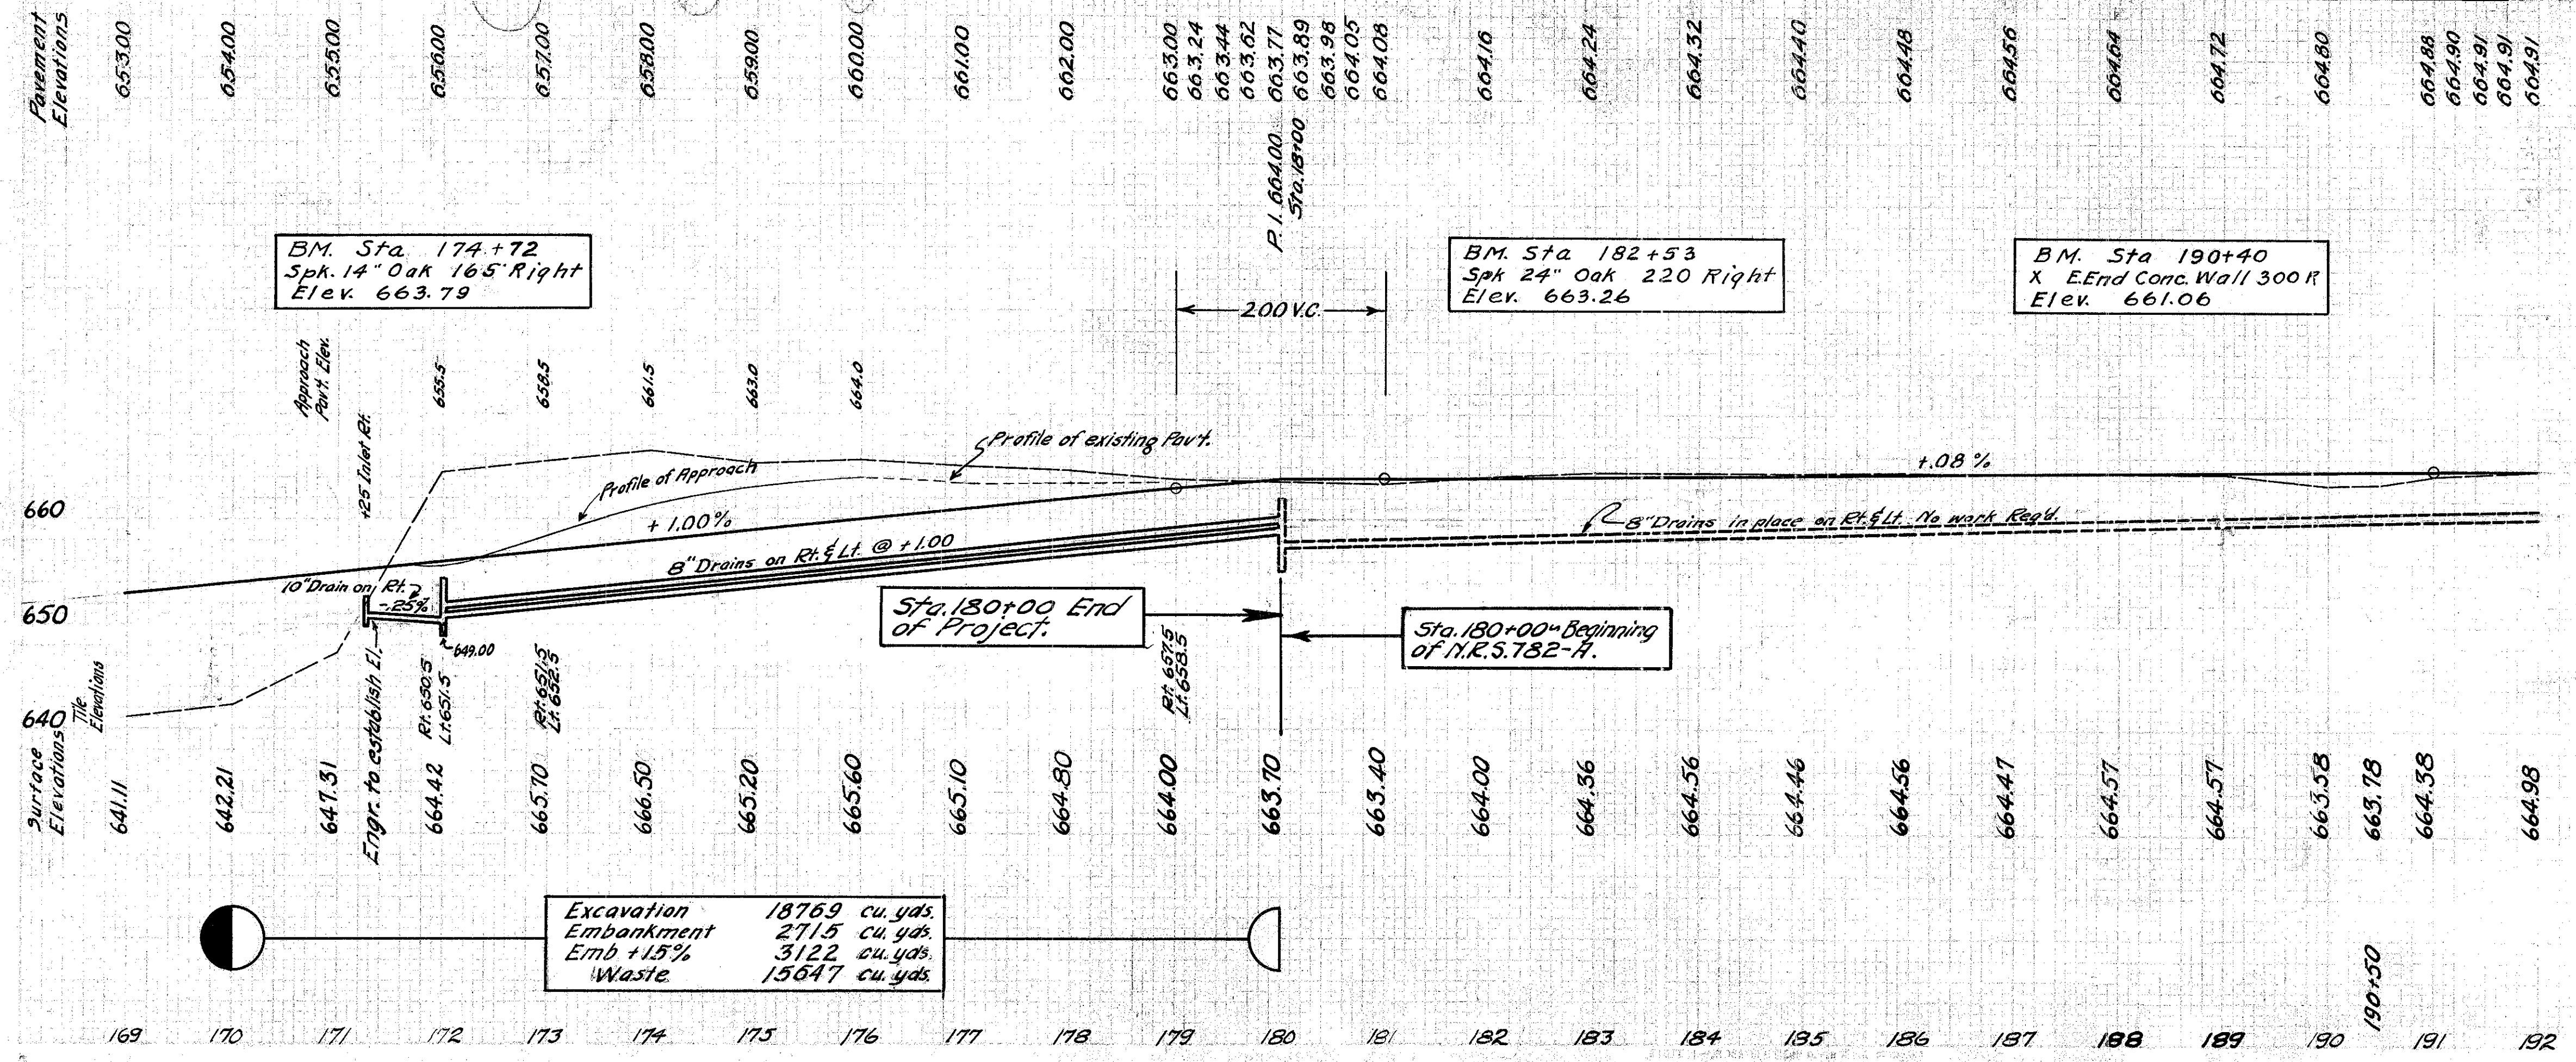 Pavement
Elevations
653.00
654.00
655.00
656.00
657.00
658.00
659.00
660.00
661.00
662.00
663.00
663.24
663.44
663.62
663.77
663.89
663.98
664.05
664.08
664.16
664.24
664.32
664.40
664.48
664.56
664.64
664.72
664.80
664.88
664.90
664.91
664.91
664.91
P.I. 664.00
Sta.18+00
BM. Sta 174+72
Spk. 14" Oak 165' Right
Elev. 663.79
BM. Sta 182+53
Spk 24" Oak 220 Right
Elev. 663.26
BM. Sta 190+40
X E.End Conc. Wall 300 R
Elev. 661.06
200 V.C.
Approach
Pav't. Elev.
655.5
658.5
661.5
663.0
664.0
+25 Inlet Rt.
Profile of existing Pav't.
Profile of Approach
+.08 %
+ 1.00%
660
650
640
8" Drains in place on Rt. & Lt. No work Req'd.
8" Drains on Rt. & Lt. @ +1.00
10" Drain on Rt.
-.25%
649.00
Sta.180+00 End
of Project.
Sta.180+00 Beginning
of N.R.S.782-A.
Tile
Elevations
Engr. to establish El.
Rt. 650.5
Lt. 651.5
Rt. 651.5
Lt. 652.5
Rt. 657.5
Lt. 658.5
Surface
Elevations
641.11
642.21
647.31
664.42
665.70
666.50
665.20
665.60
665.10
664.80
664.00
663.70
663.40
664.00
664.36
664.56
664.46
664.56
664.47
664.57
664.57
663.58
663.78
664.38
664.98
Excavation 18769 cu. yds.
Embankment 2715 cu. yds.
Emb +15% 3122 cu. yds.
Waste 15647 cu. yds.
190+50
169 170 171 172 173 174 175 176 177 178 179 180 181 182 183 184 185 186 187 188 189 190 191 192